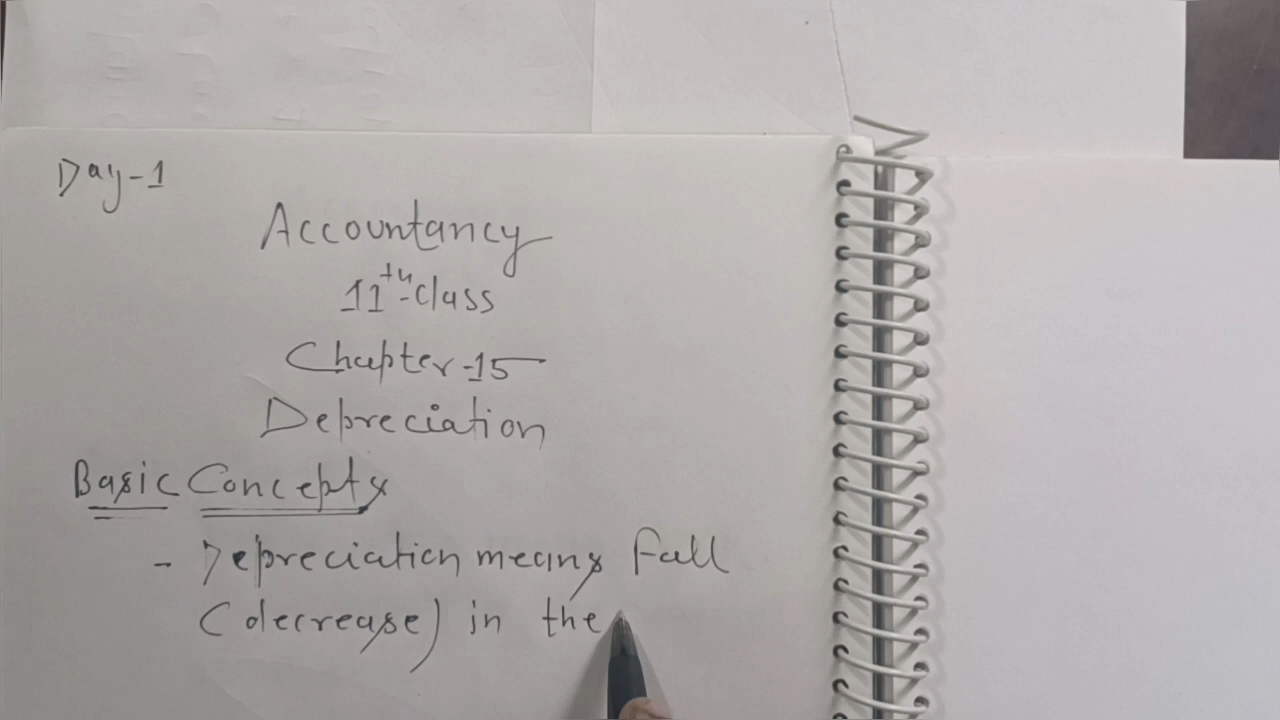 Day-1
Accountancy
11th-Class
Chapter-15
Depreciation
Basic Concepts
- Depreciation means fall
(decrease) in the